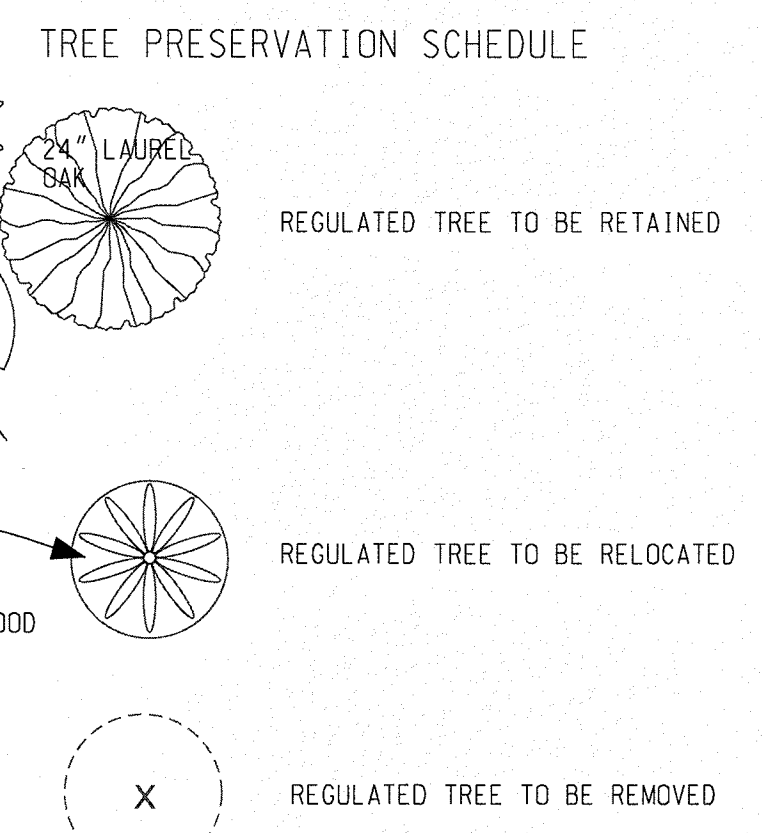 TREE PRESERVATION SCHEDULE
24" LAUREL
OAK
REGULATED TREE TO BE RETAINED
REGULATED TREE TO BE RELOCATED
REGULATED TREE TO BE REMOVED
X